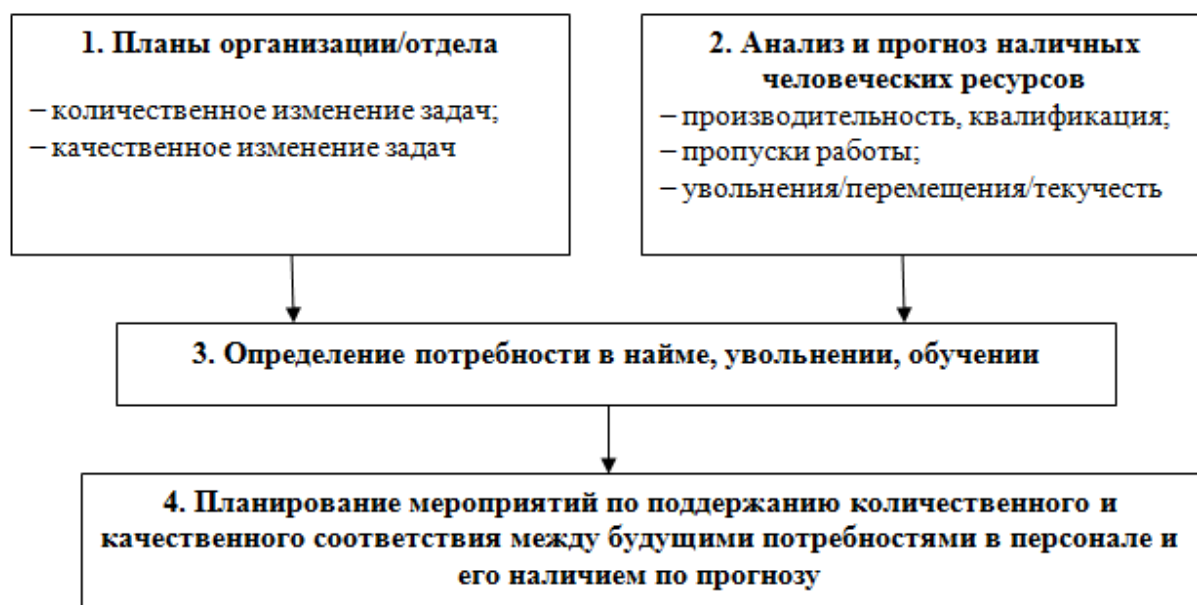 1. Планы организации/отдела
– количественное изменение задач;
– качественное изменение задач
2. Анализ и прогноз наличных
человеческих ресурсов
– производительность, квалификация;
– пропуски работы;
– увольнения/перемещения/текучесть
3. Определение потребности в найме, увольнении, обучении
4. Планирование мероприятий по поддержанию количественного и
качественного соответствия между будущими потребностями в персонале и
его наличием по прогнозу